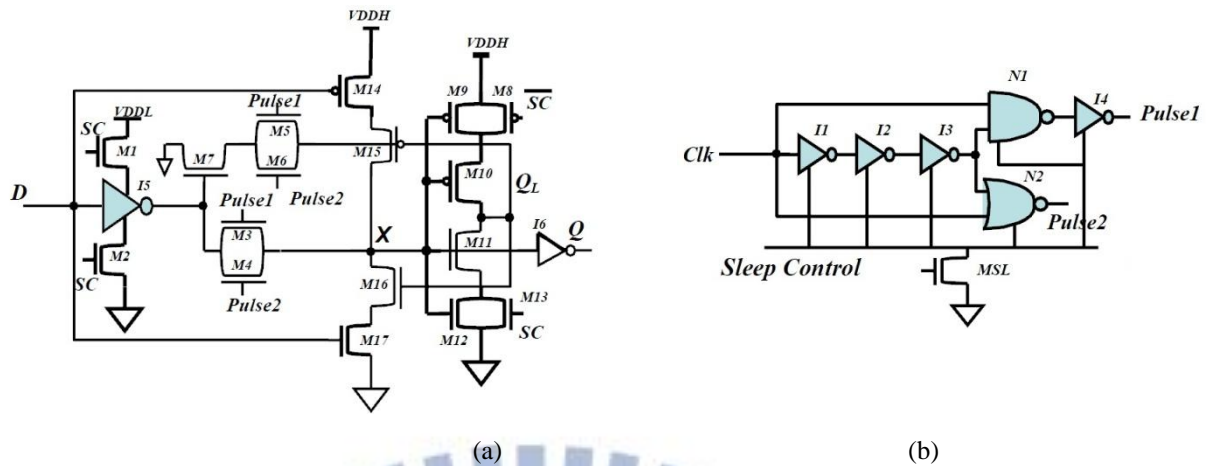 VDDH
VDDH
M14
M9
M8
SC
Pulse1
VDDL
SC
M1
M5
M7
M6
M15
M10
Pulse2
QL
D
I5
Pulse1
M3
X
I6
Q
M11
M2
M4
SC
Pulse2
M16
M13
SC
M12
M17
(a)
N1
I4
Pulse1
I1
I2
I3
Clk
N2
Pulse2
Sleep Control
MSL
(b)